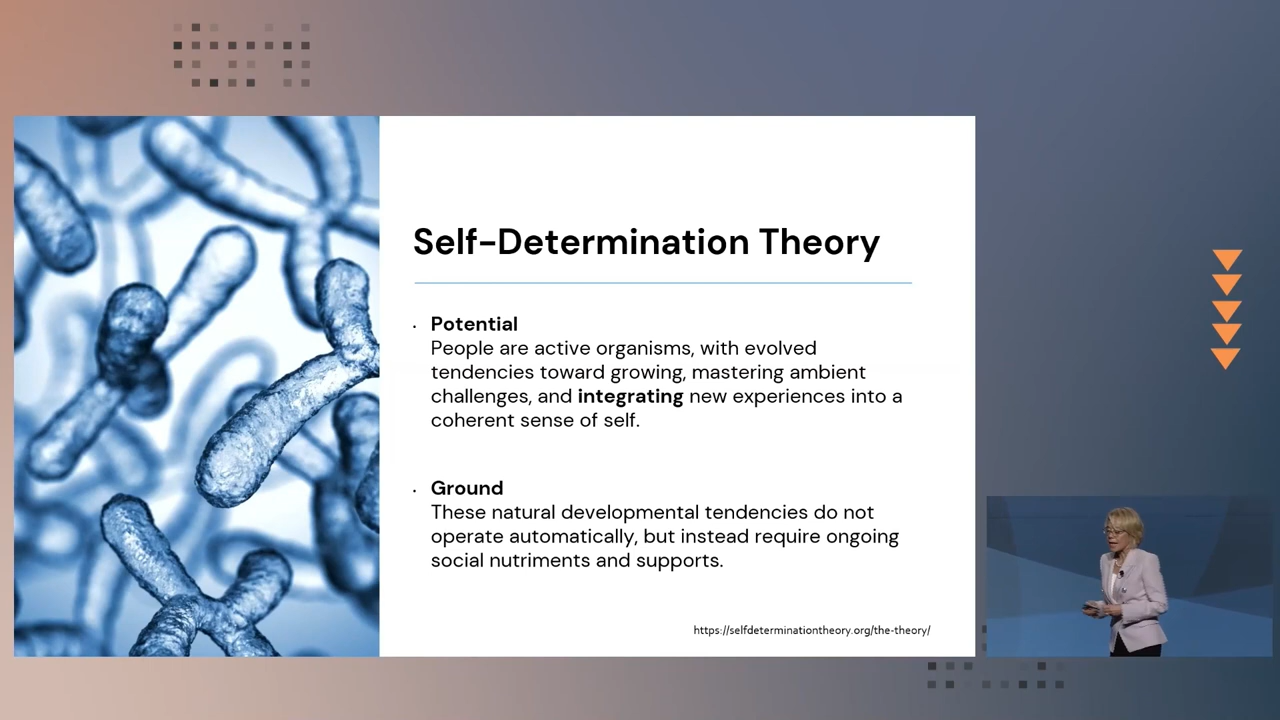 Self-Determination Theory
· Potential
People are active organisms, with evolved
tendencies toward growing, mastering ambient
challenges, and integrating new experiences into a
coherent sense of self.
· Ground
These natural developmental tendencies do not
operate automatically, but instead require ongoing
social nutriments and supports.
https://selfdeterminationtheory.org/the-theory/